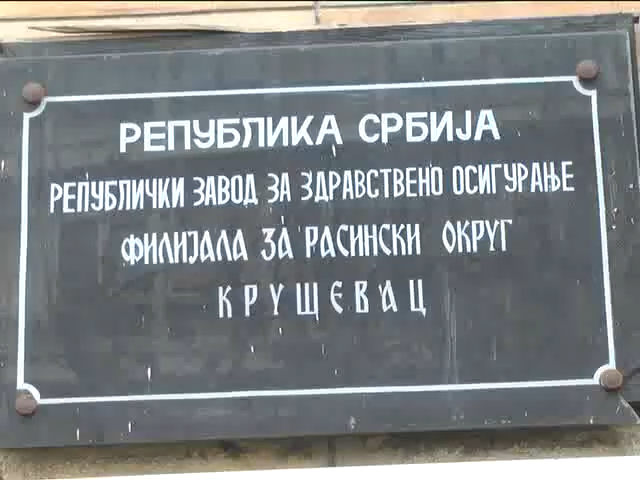 РЕПУБЛИКА СРБИЈА
РЕПУБЛИЧКИ ЗАВОД ЗА ЗДРАВСТВЕНО ОСИГУРАЊЕ
ФИЛИЈАЛА ЗА РАСИНСКИ ОКРУГ
КРУШЕВАЦ